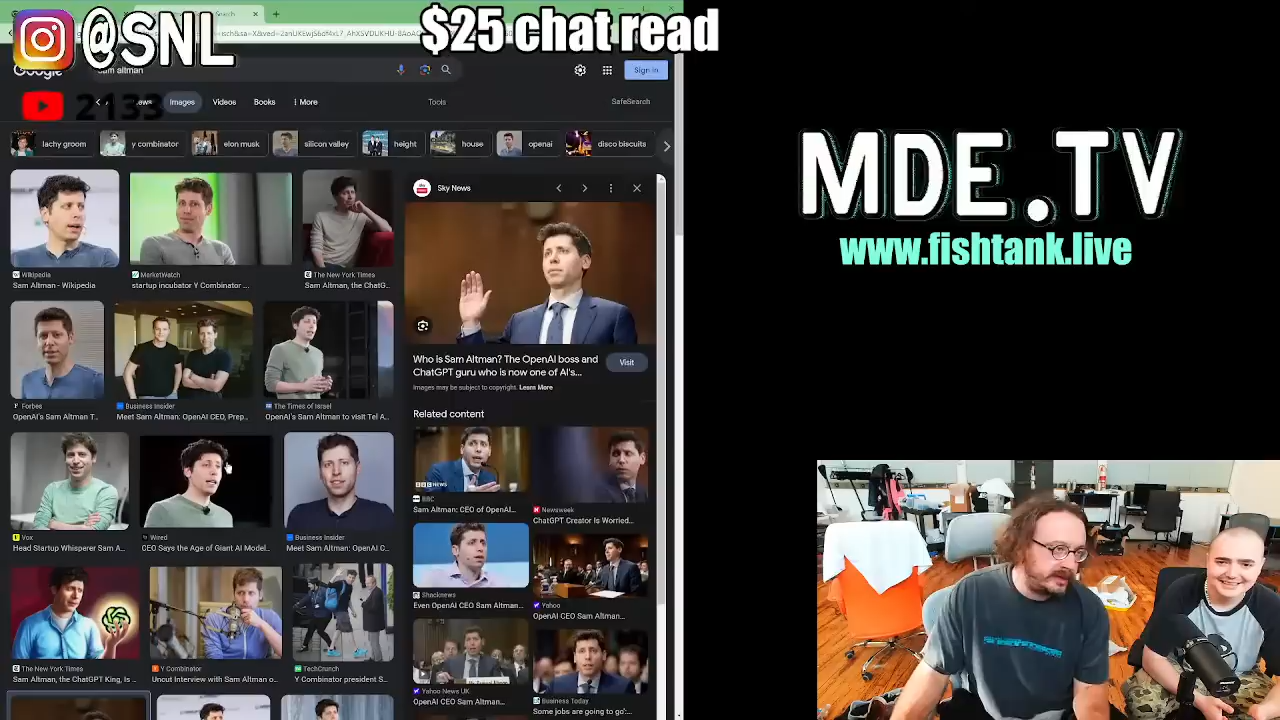 @SNL
$25 chat read
sam altman
Sign in
2133
Images
Videos
Books
More
Tools
SafeSearch
lachy groom
y combinator
elon musk
silicon valley
height
house
openai
disco biscuits
Sky News
Wikipedia
Sam Altman - Wikipedia
MarketWatch
startup incubator Y Combinator ...
The New York Times
Sam Altman, the ChatG...
Who is Sam Altman? The OpenAI boss and
ChatGPT guru who is now one of AI's...
Visit
Images may be subject to copyright. Learn More
Forbes
OpenAI's Sam Altman T...
Business Insider
Meet Sam Altman: OpenAI CEO, Prep...
The Times of Israel
OpenAI's Sam Altman to visit Tel A...
Related content
BBC NEWS
BBC
Sam Altman: CEO of OpenAI...
Newsweek
ChatGPT Creator Is Worried...
Vox
Head Startup Whisperer Sam A...
Wired
CEO Says the Age of Giant AI Model...
Business Insider
Meet Sam Altman: OpenAI C...
Shacknews
Even OpenAI CEO Sam Altman...
Yahoo
OpenAI CEO Sam Altman...
The New York Times
Sam Altman, the ChatGPT King, Is ...
Y Combinator
Uncut Interview with Sam Altman o...
TechCrunch
Y Combinator president S...
Yahoo News UK
OpenAI CEO Sam Altman...
Business Today
Some jobs are going to go':...
MDE.TV
www.fishtank.live